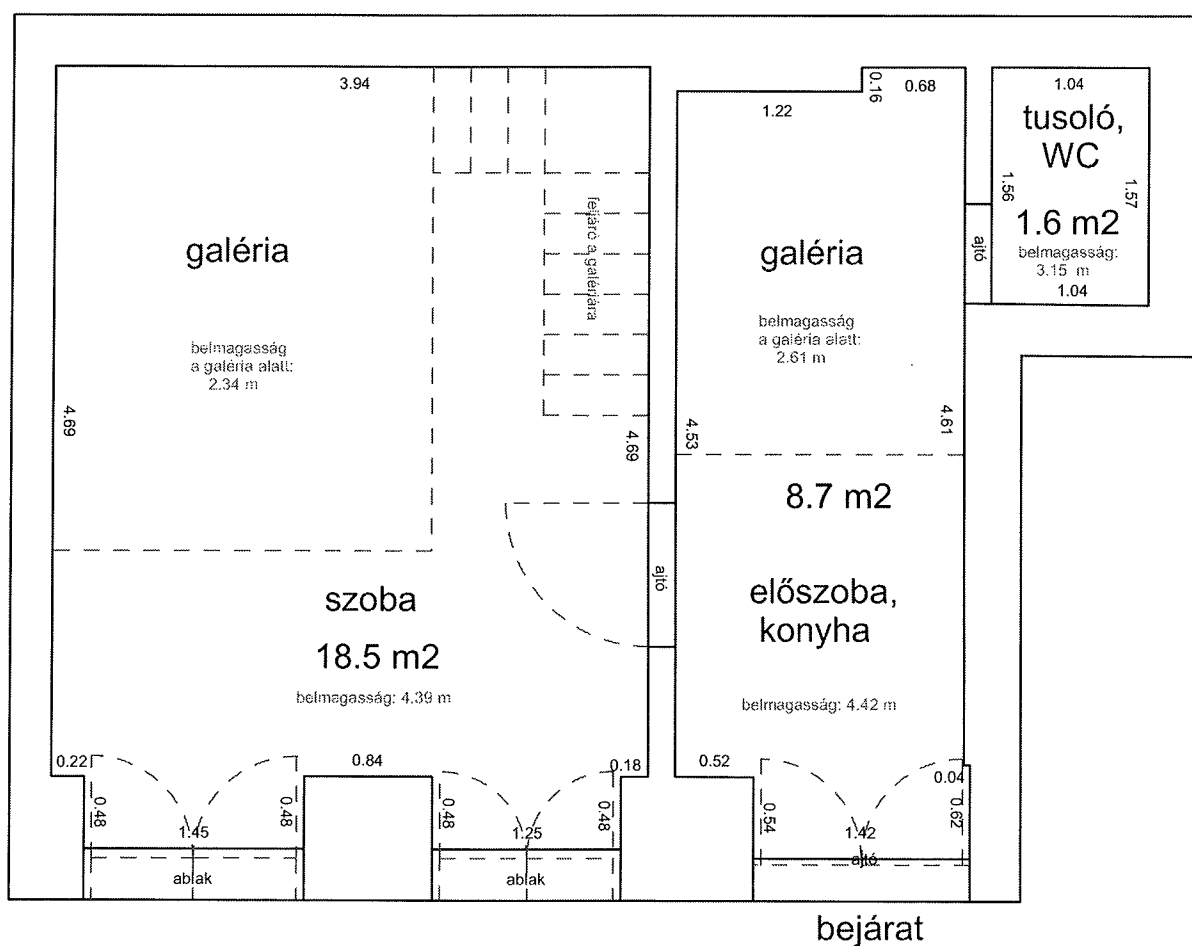 3.94
galéria
belmagasság
a galéria alatt:
2.34 m
feljáró a galériára
4.69
4.69
szoba
18.5 m2
belmagasság: 4.39 m
0.22
0.84
0.18
0.48
0.48
0.48
0.48
1.45
1.25
ablak
ablak
ajtó
1.22
0.16
0.68
galéria
belmagasság
a galéria alatt:
2.61 m
4.53
4.61
8.7 m2
előszoba,
konyha
belmagasság: 4.42 m
0.52
0.04
0.54
0.62
1.42
ajtó
bejárat
ajtó
1.04
tusoló,
WC
1.56
1.57
1.6 m2
belmagasság:
3.15 m
1.04